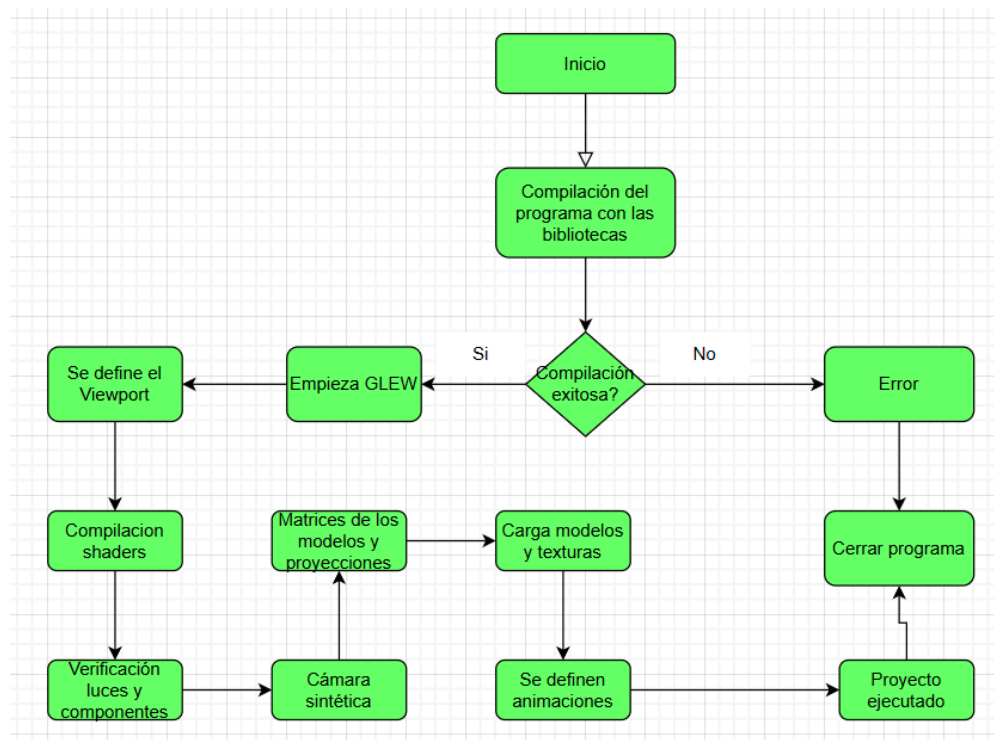 Inicio
Compilación del
programa con las
bibliotecas
Si
No
Se define el
Viewport
Empieza GLEW
Compilación
exitosa?
Error
Compilacion
shaders
Matrices de los
modelos y
proyecciones
Carga modelos
y texturas
Cerrar programa
Verificación
luces y
componentes
Cámara
sintética
Se definen
animaciones
Proyecto
ejecutado